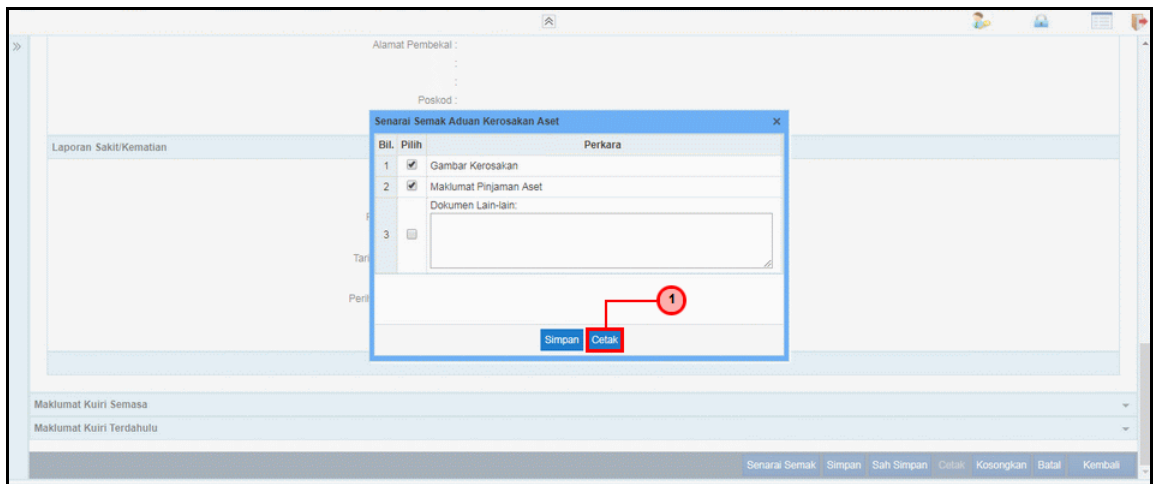 Alamat Pembekal :
:
:
Poskod :
Senarai Semak Aduan Kerosakan Aset x
Laporan Sakit/Kematian
Bil. Pilih Perkara
1 Gambar Kerosakan
2 Maklumat Pinjaman Aset
3 Dokumen Lain-lain:
1
Simpan Cetak
Maklumat Kuiri Semasa
Maklumat Kuiri Terdahulu
Senarai Semak Simpan Sah Simpan Cetak Kosongkan Batal Kembali